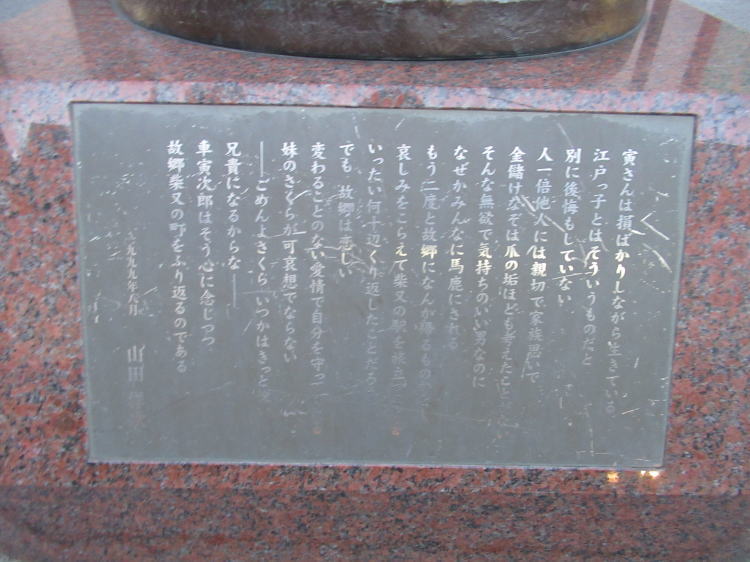 寅さんは損ばかりしながら生きている
江戸っ子とはそういうものだと
別に後悔もしていない
人一倍他人には親切で家族思いで
金儲けなぞは爪の垢ほども考えたことが
そんな無欲で気持ちのいい男なのに
なぜかみんなに馬鹿にされる
もう二度と故郷になんか帰るものか
哀しみをこらえて柴又の駅を旅立つ
いったい何十辺くり返したことだろう
でも 故郷は恋しい
変わることのない愛情で自分を守って
妹のさくらが可哀想でならない
――ごめんよさくら いつかはきっと
兄貴になるからな――
車寅次郎はそう心に念じつつ
故郷柴又の町をふり返るのである
一九九九年八月
山田